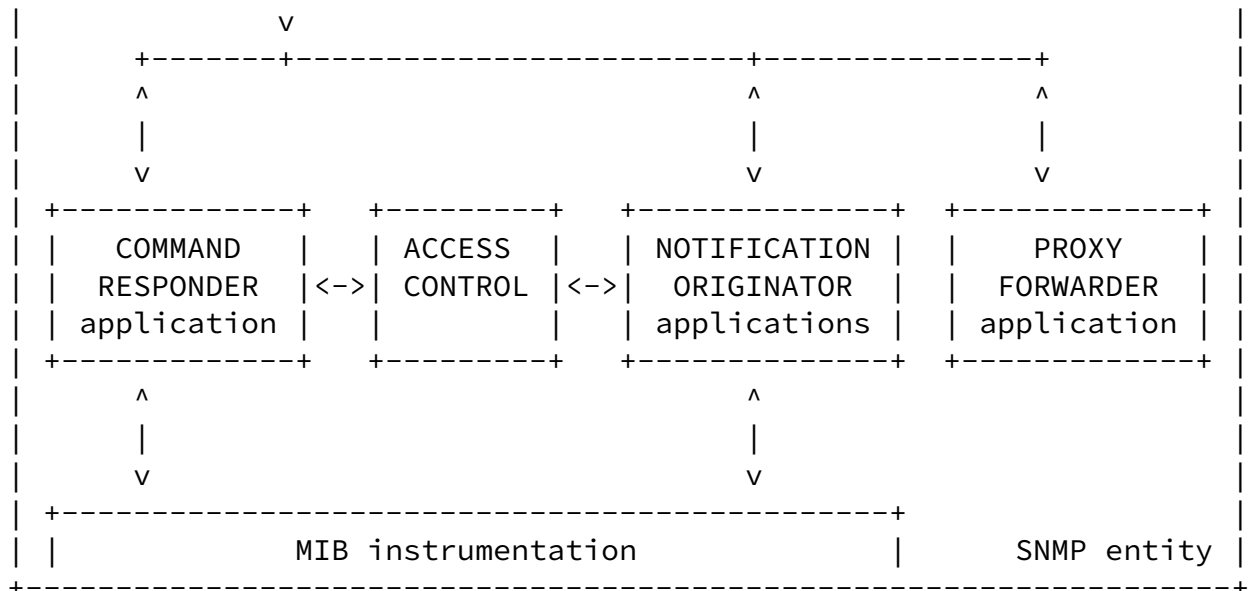 COMMAND ACCESS NOTIFICATION PROXY
RESPONDER <-> CONTROL <-> ORIGINATOR FORWARDER
application applications application
MIB instrumentation SNMP entity